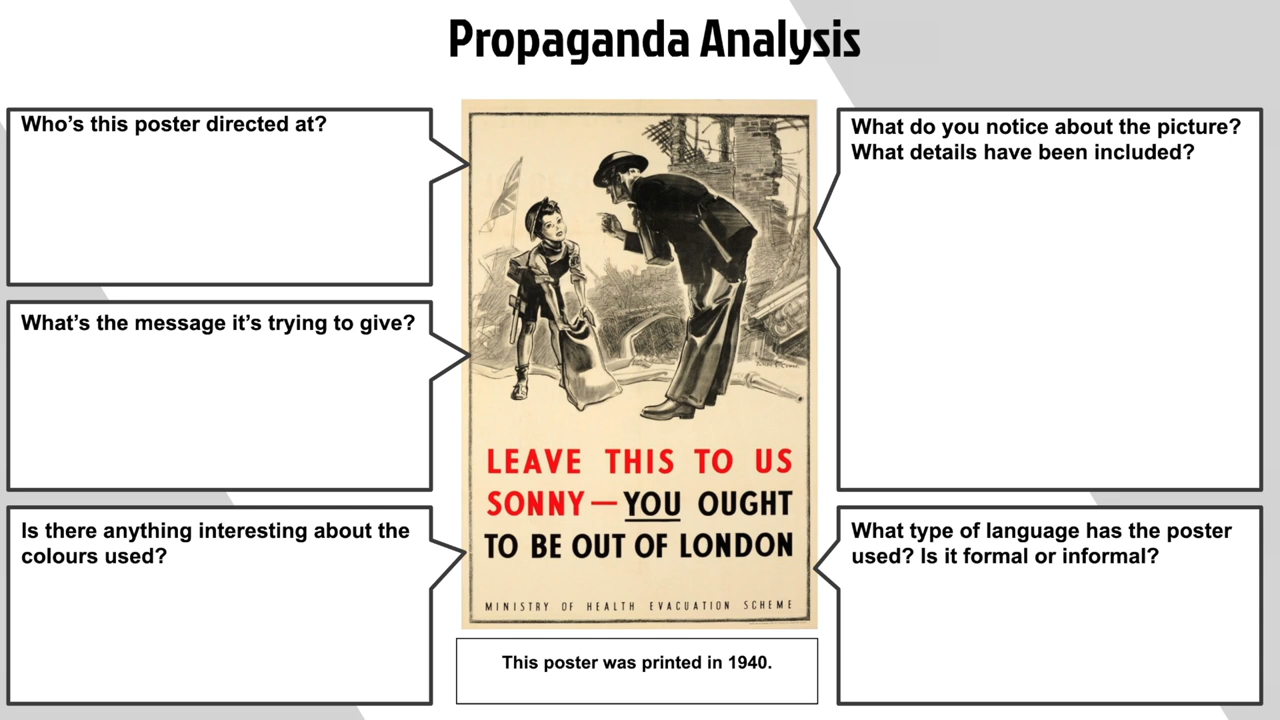 Propaganda Analysis
Who's this poster directed at?
What's the message it's trying to give?
Is there anything interesting about the
colours used?
LEAVE THIS TO US
SONNY—YOU OUGHT
TO BE OUT OF LONDON
MINISTRY OF HEALTH EVACUATION SCHEME
This poster was printed in 1940.
What do you notice about the picture?
What details have been included?
What type of language has the poster
used? Is it formal or informal?